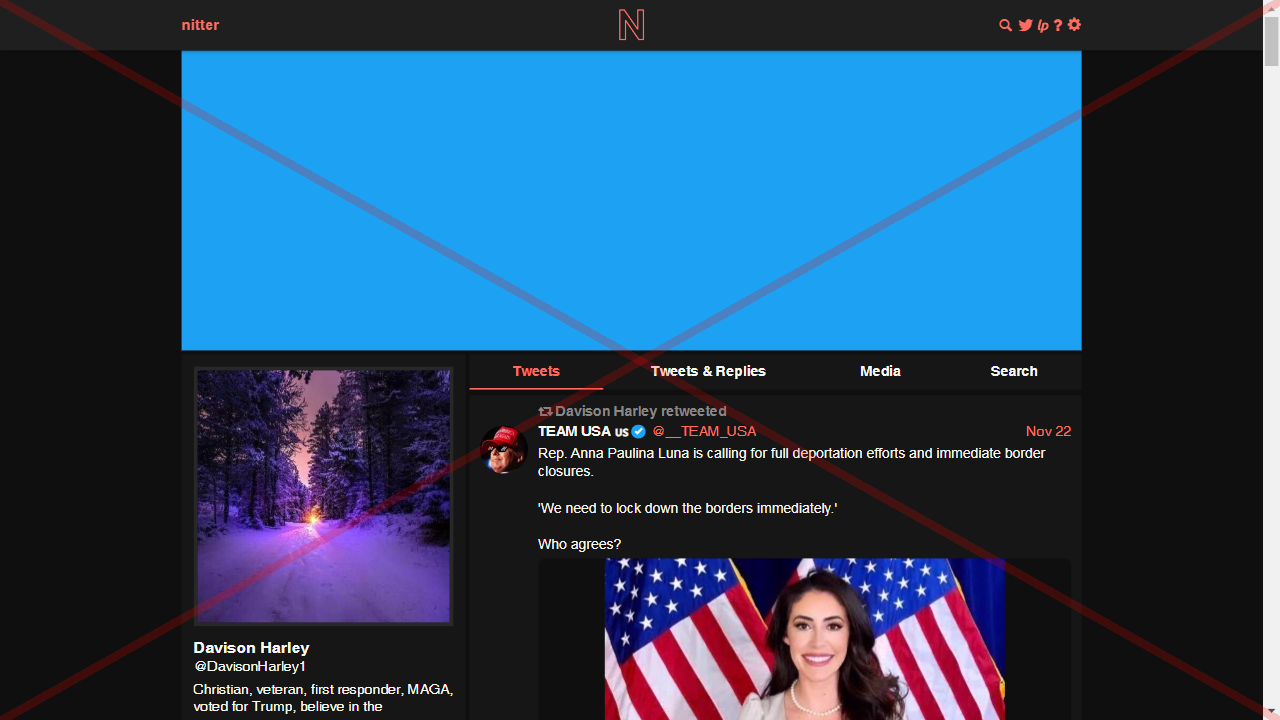 nitter
N
lp ?
Tweets
Tweets & Replies
Media
Search
Davison Harley retweeted
TEAM USA US @__TEAM_USA
Nov 22
Rep. Anna Paulina Luna is calling for full deportation efforts and immediate border
closures.
'We need to lock down the borders immediately.'
Who agrees?
Davison Harley
@DavisonHarley1
Christian, veteran, first responder, MAGA,
voted for Trump, believe in the